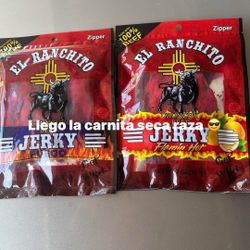 Zipper
100% BEEF
EL RANCHITO
JERKY
Zipper
100% BEEF
EL RANCHITO
JERKY
Flamin Hot
Llego la carnita seca raza